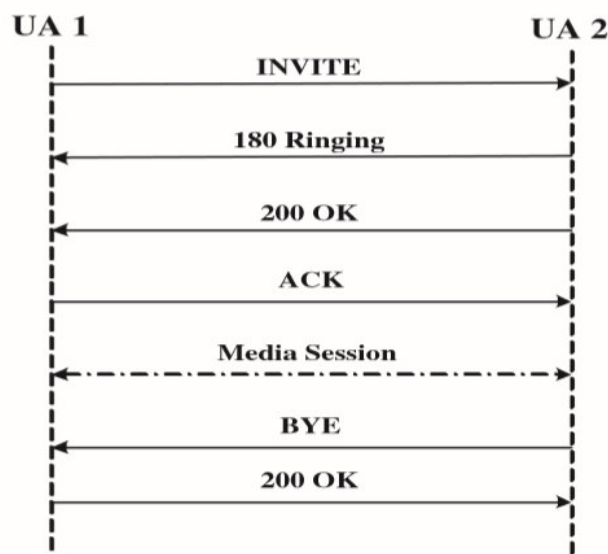 UA 1
UA 2
INVITE
180 Ringing
200 OK
ACK
Media Session
BYE
200 OK